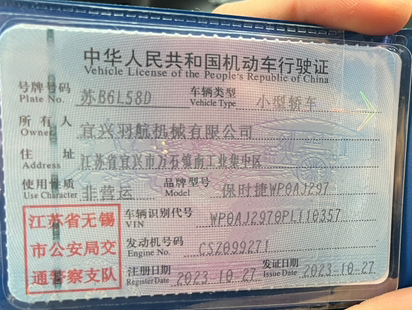 中华人民共和国机动车行驶证
Vehicle License of the People's Republic of China
号牌号码 苏B6L58D 车辆类型 小型轿车
Plate No. Vehicle Type
所有人 宜兴羽航机械有限公司
Owner
住址 江苏省宜兴市万石镇南工业集中区
Address
使用性质 非营运 品牌型号 保时捷WP0AJ297
Use Character Model
江苏省无锡
市公安局交
通警察支队
车辆识别代号 WP0AJ2970PL110357
VIN
发动机号码 CSZ099271
Engine No.
注册日期 2023-10-27 发证日期 2023-10-27
Register Date Issue Date